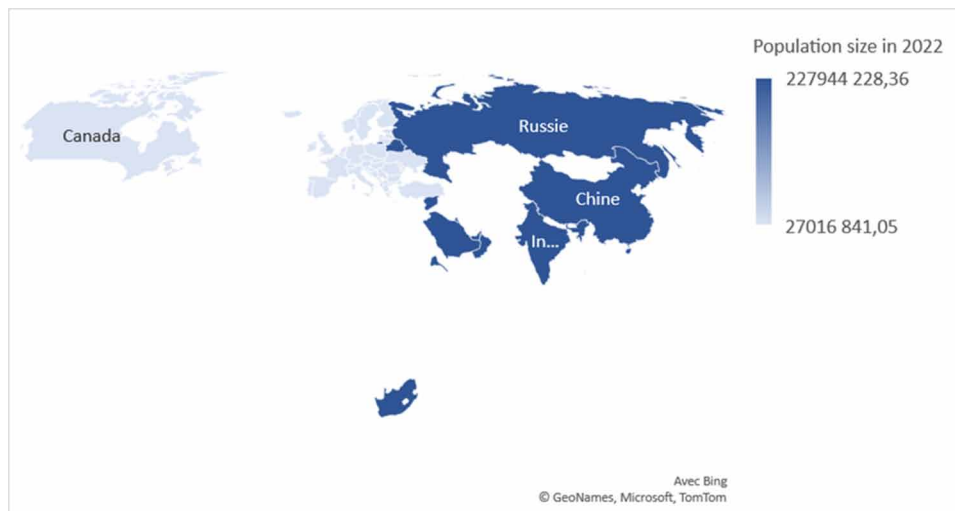 Population size in 2022
227944 228,36
27016 841,05
Canada
Russie
Chine
In...
Avec Bing
© GeoNames, Microsoft, TomTom